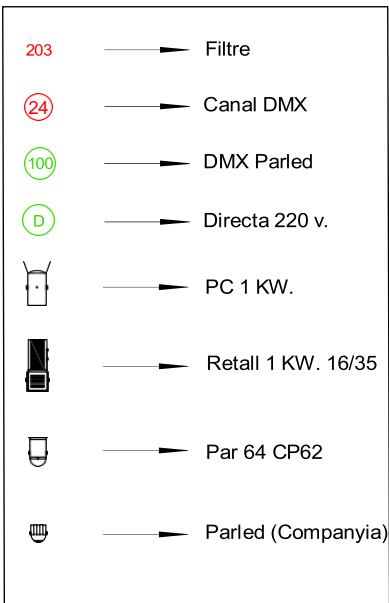 203 Filtre
24 Canal DMX
100 DMX Parled
D Directa 220 v.
PC 1 KW.
Retall 1 KW. 16/35
Par 64 CP62
Parled (Companyia)